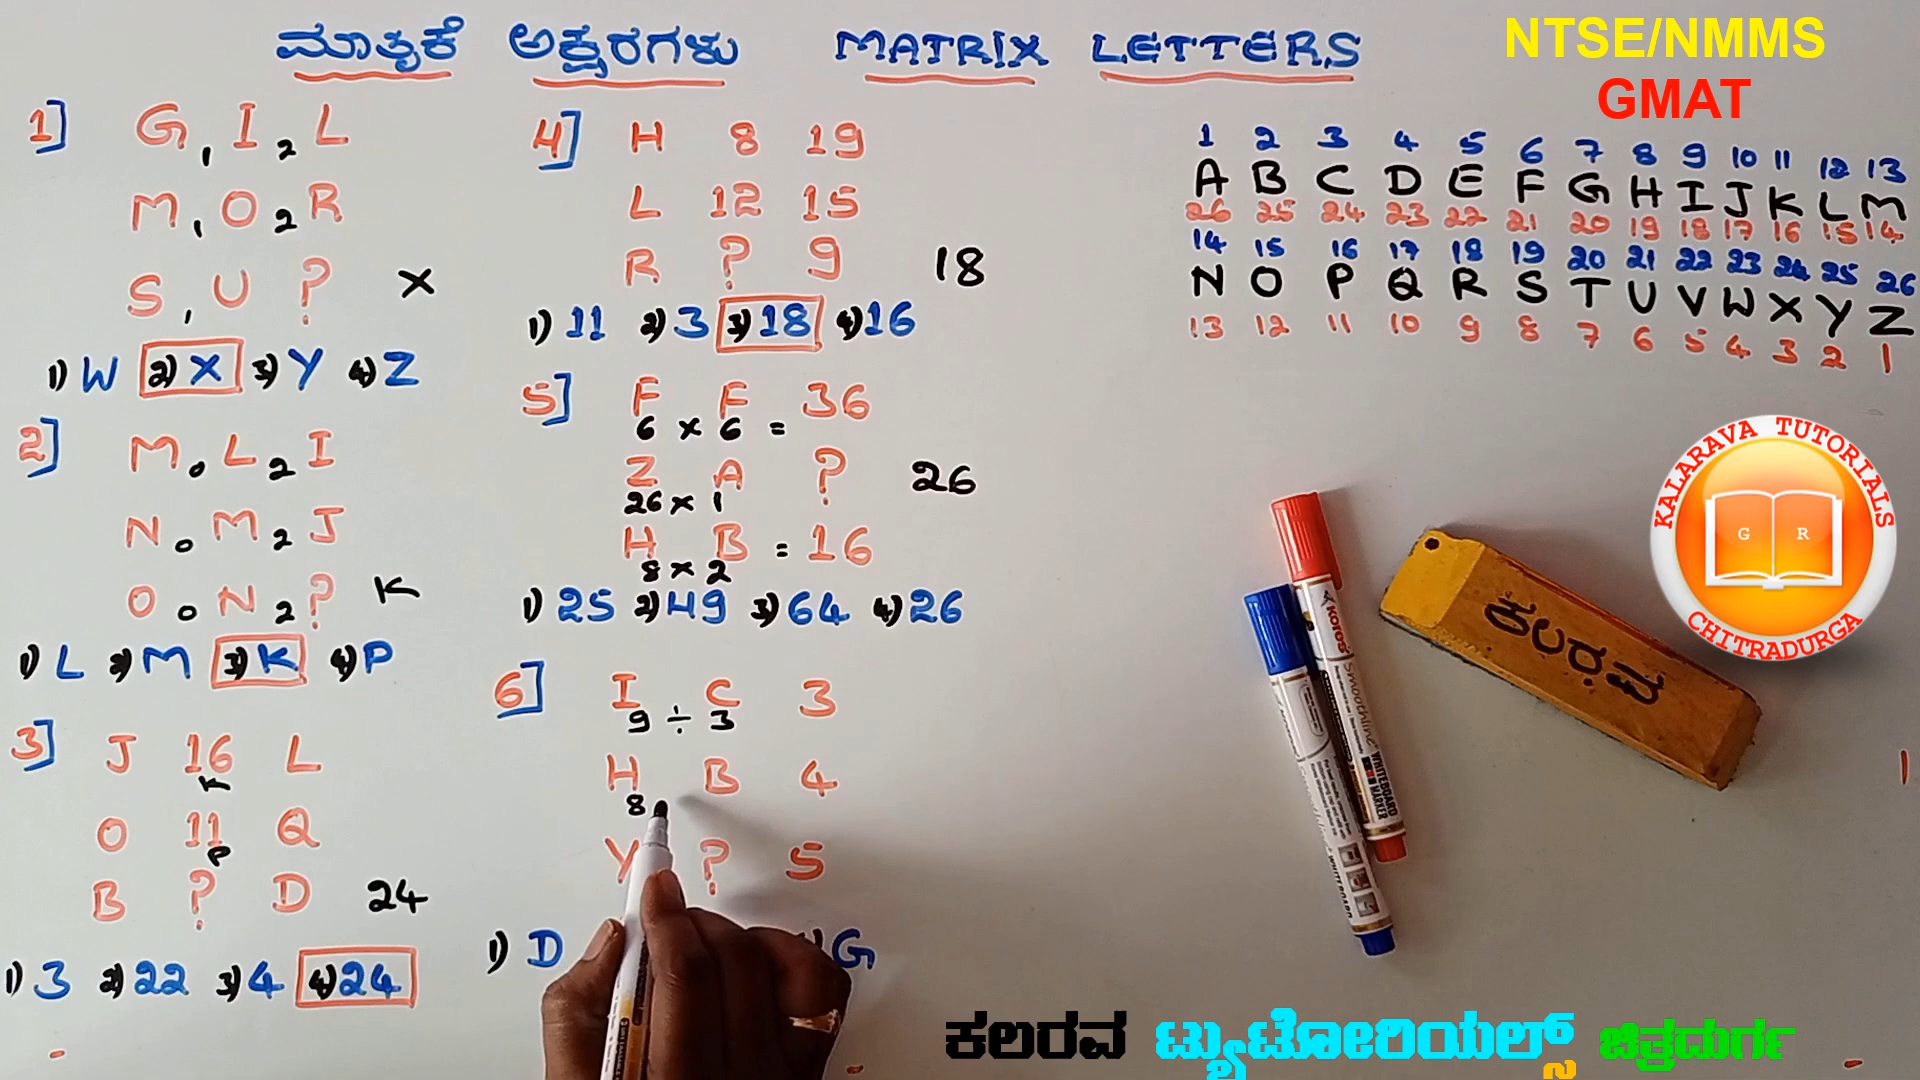 ಮಾತೃಕೆ ಅಕ್ಷರಗಳು MATRIX LETTERS
NTSE/NMMS
GMAT
1] G , 1 I , 2 L
M , 1 O , 2 R
S , U ? X
1) W 2) X 3) Y 4) Z
2] M 0 L 2 I
N 0 M 2 J
O 0 N 2 ? K
1) L 2) M 3) K 4) P
3] J 16 L
K
O 11 Q
P
B ? D 24
1) 3 2) 22 3) 4 4) 24
4] H 8 19
L 12 15
R ? 9 18
1) 11 2) 3 3) 18 4) 16
5] F F 36
6 × 6 =
Z A ? 26
26 × 1
H B = 16
8 × 2
1) 25 2) 49 3) 64 4) 26
6] I C 3
9 ÷ 3
H B 4
8
Y ? 5
1) D G
1 2 3 4 5 6 7 8 9 10 11 12 13
A B C D E F G H I J K L M
26 25 24 23 22 21 20 19 18 17 16 15 14
14 15 16 17 18 19 20 21 22 23 24 25 26
N O P Q R S T U V W X Y Z
13 12 11 10 9 8 7 6 5 4 3 2 1
KALARAVA TUTORIALS
G R
CHITRADURGA
Kores
Smoothline
WHITEBOARD
MARKER
ಕಲರವ
ಕಲರವ ಟ್ಯುಟೋರಿಯಲ್ಸ್ ಚಿತ್ರದುರ್ಗ